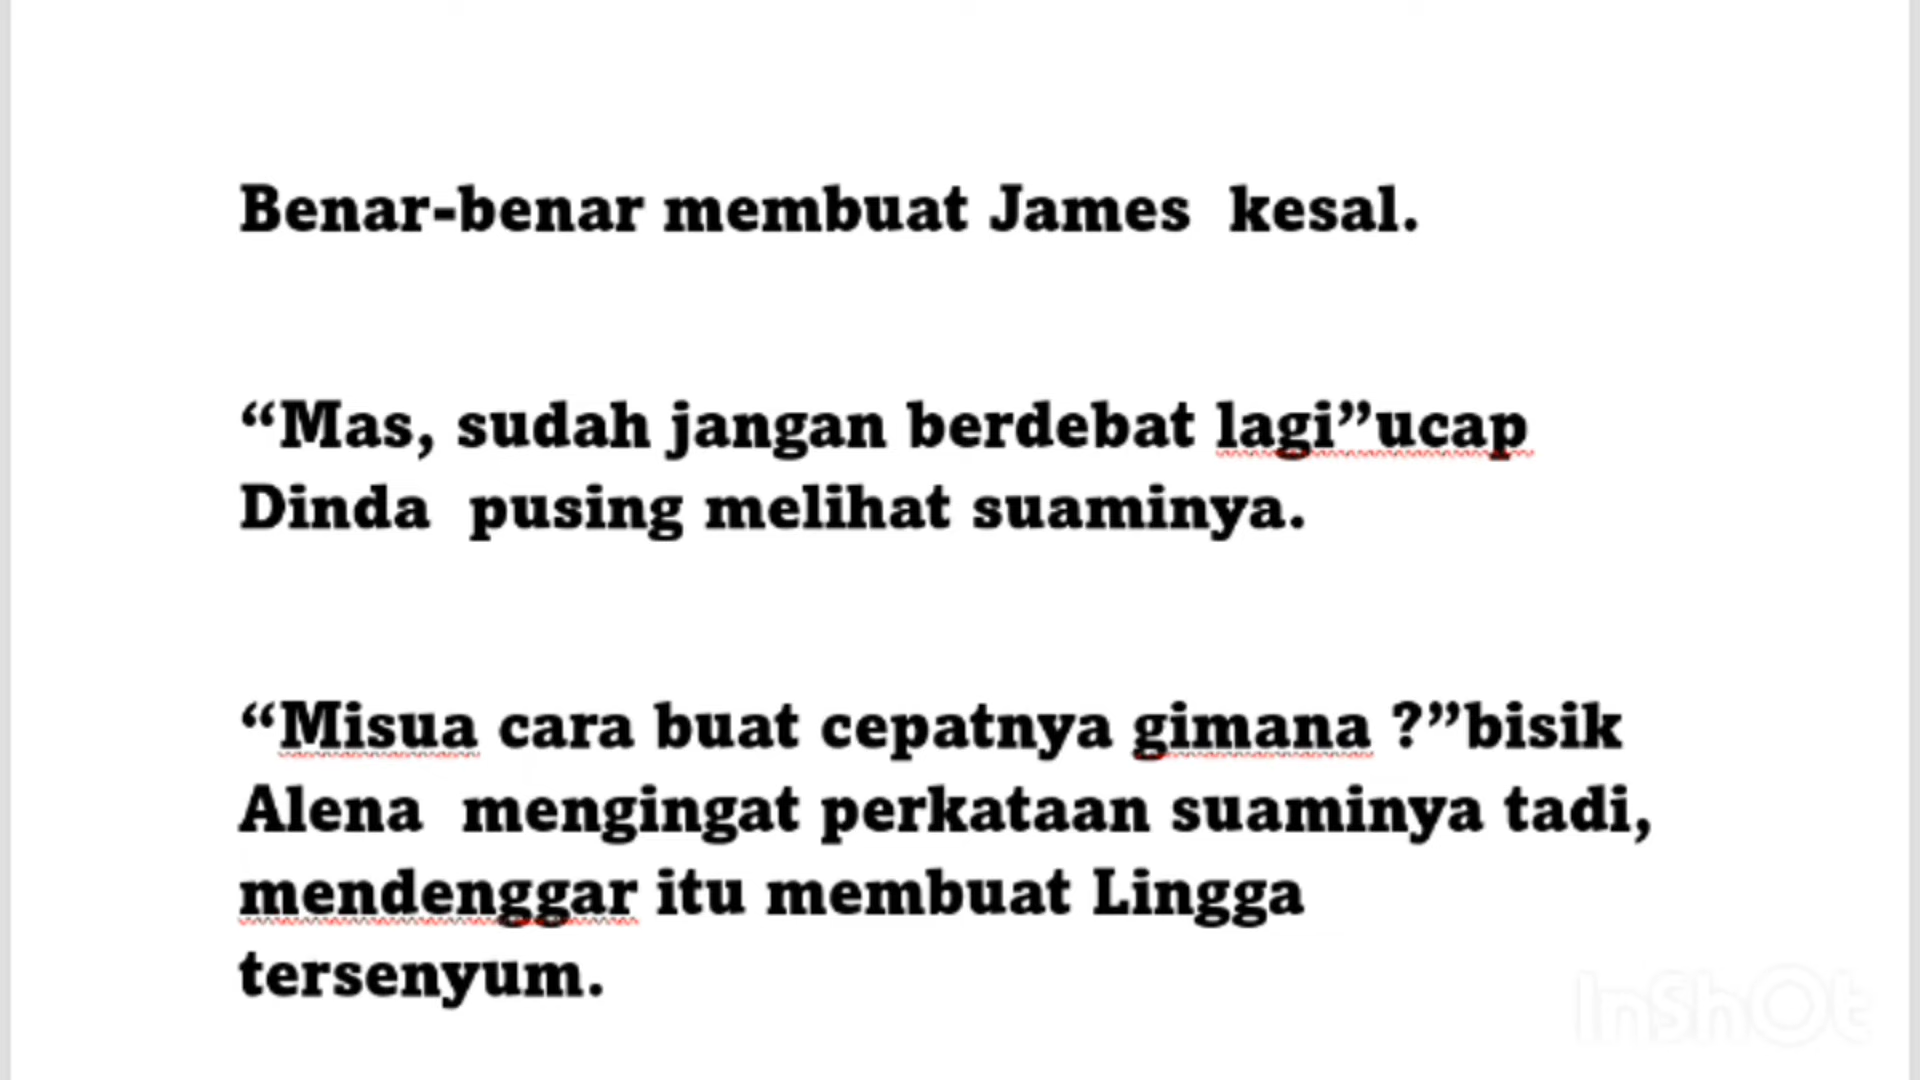 Benar-benar membuat James  kesal.
“Mas, sudah jangan berdebat lagi”ucap
Dinda  pusing melihat suaminya.
“Misua cara buat cepatnya gimana ?”bisik
Alena  mengingat perkataan suaminya tadi,
mendenggar itu membuat Lingga
tersenyum.
InShOt